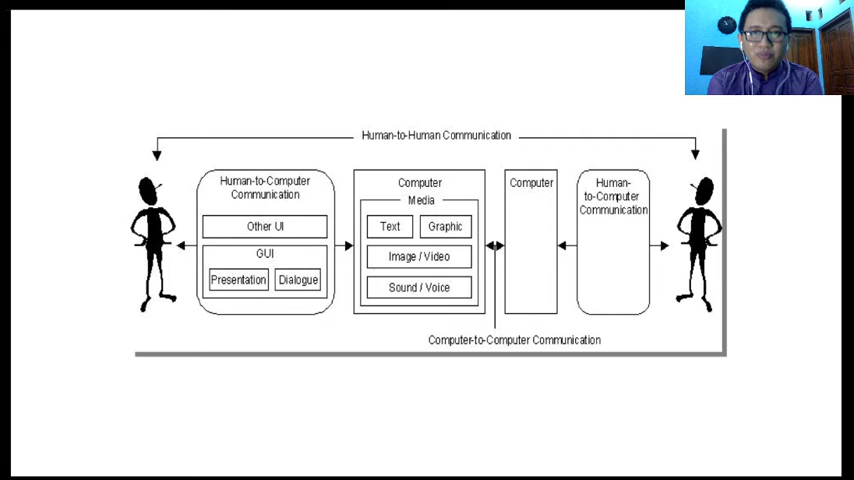 Human-to-Human Communication
Human-to-Computer
Communication
Other UI
GUI
Presentation
Dialogue
Computer
Media
Text
Graphic
Image / Video
Sound / Voice
Computer
Human-
to-Computer
Communication
Computer-to-Computer Communication